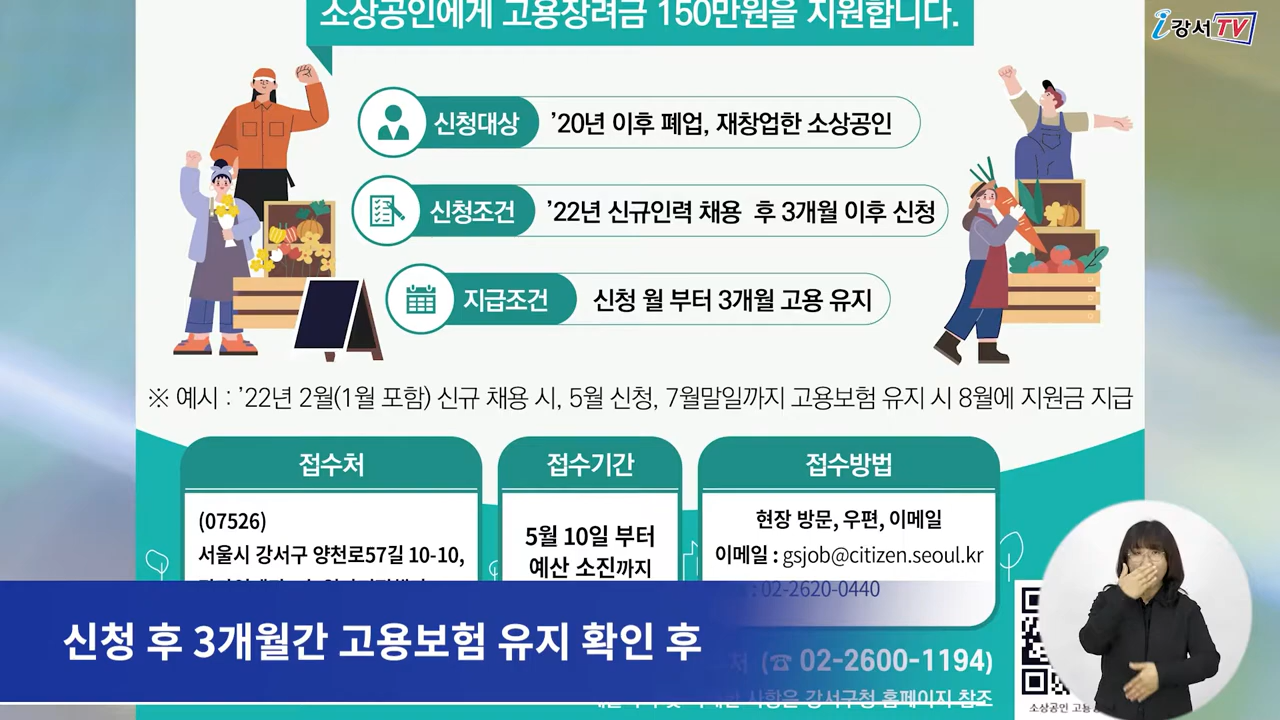 소상공인에게 고용장려금 150만원을 지원합니다.
i강서TV
신청대상 ’20년 이후 폐업, 재창업한 소상공인
신청조건 ’22년 신규인력 채용 후 3개월 이후 신청
지급조건 신청 월 부터 3개월 고용 유지
※ 예시 : ’22년 2월(1월 포함) 신규 채용 시, 5월 신청, 7월말일까지 고용보험 유지 시 8월에 지원금 지급
접수처
(07526)
서울시 강서구 양천로57길 10-10,
접수기간
5월 10일 부터
예산 소진까지
접수방법
현장 방문, 우편, 이메일
이메일 : gsjob@citizen.seoul.kr
: 02-2620-0440
신청 후 3개월간 고용보험 유지 확인 후
(☎ 02-2600-1194)
사항은 강서구청 홈페이지 참조
소상공인 고용